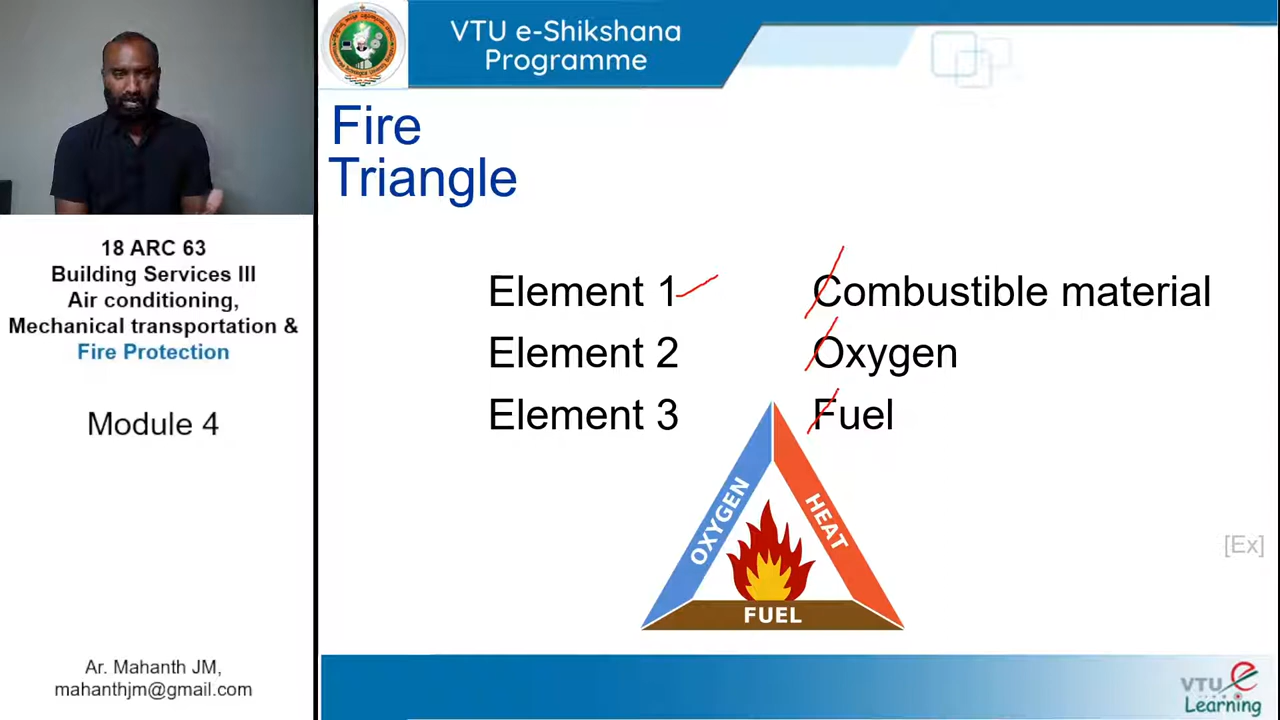 VTU e-Shikshana
Programme
Fire
Triangle
18 ARC 63
Building Services III
Air conditioning,
Mechanical transportation &
Fire Protection
Module 4
Ar. Mahanth JM,
mahanthjm@gmail.com
Element 1 Combustible material
Element 2 Oxygen
Element 3 Fuel
OXYGEN
HEAT
FUEL
[Ex]
VTU e
Learning